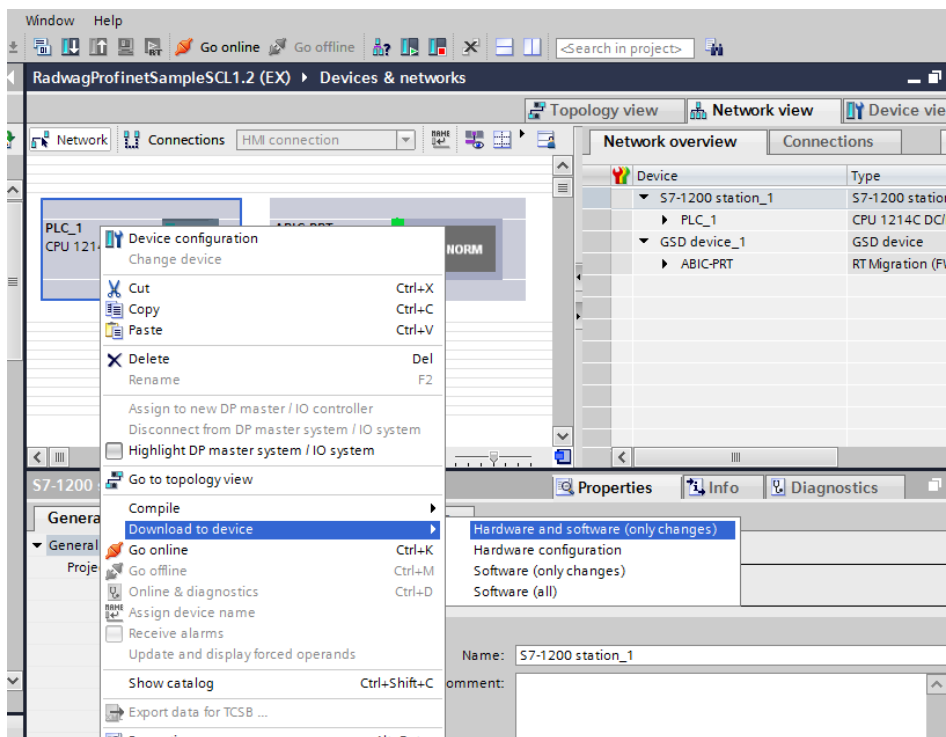 Window Help
Go online Go offline <Search in project>
RadwagProfinetSampleSCL1.2 (EX) Devices & networks
Topology view Network view Device vie
Network Connections HMI connection
Network overview Connections
Device Type
S7-1200 station_1 S7-1200 station
PLC_1 CPU 1214C DC/
GSD device_1 GSD device
ABIC-PRT RT Migration (FW
PLC_1
CPU 121
NORM
Device configuration
Change device
Cut Ctrl+X
Copy Ctrl+C
Paste Ctrl+V
Delete Del
Rename F2
Assign to new DP master / IO controller
Disconnect from DP master system / IO system
Highlight DP master system / IO system
Go to topology view
Compile
Download to device
Go online Ctrl+K
Go offline Ctrl+M
Online & diagnostics Ctrl+D
Assign device name
Receive alarms
Update and display forced operands
Show catalog Ctrl+Shift+C
Export data for TCSB ...
Hardware and software (only changes)
Hardware configuration
Software (only changes)
Software (all)
S7-1200
Properties Info Diagnostics
Genera
General
Proje
Name: S7-1200 station_1
omment: